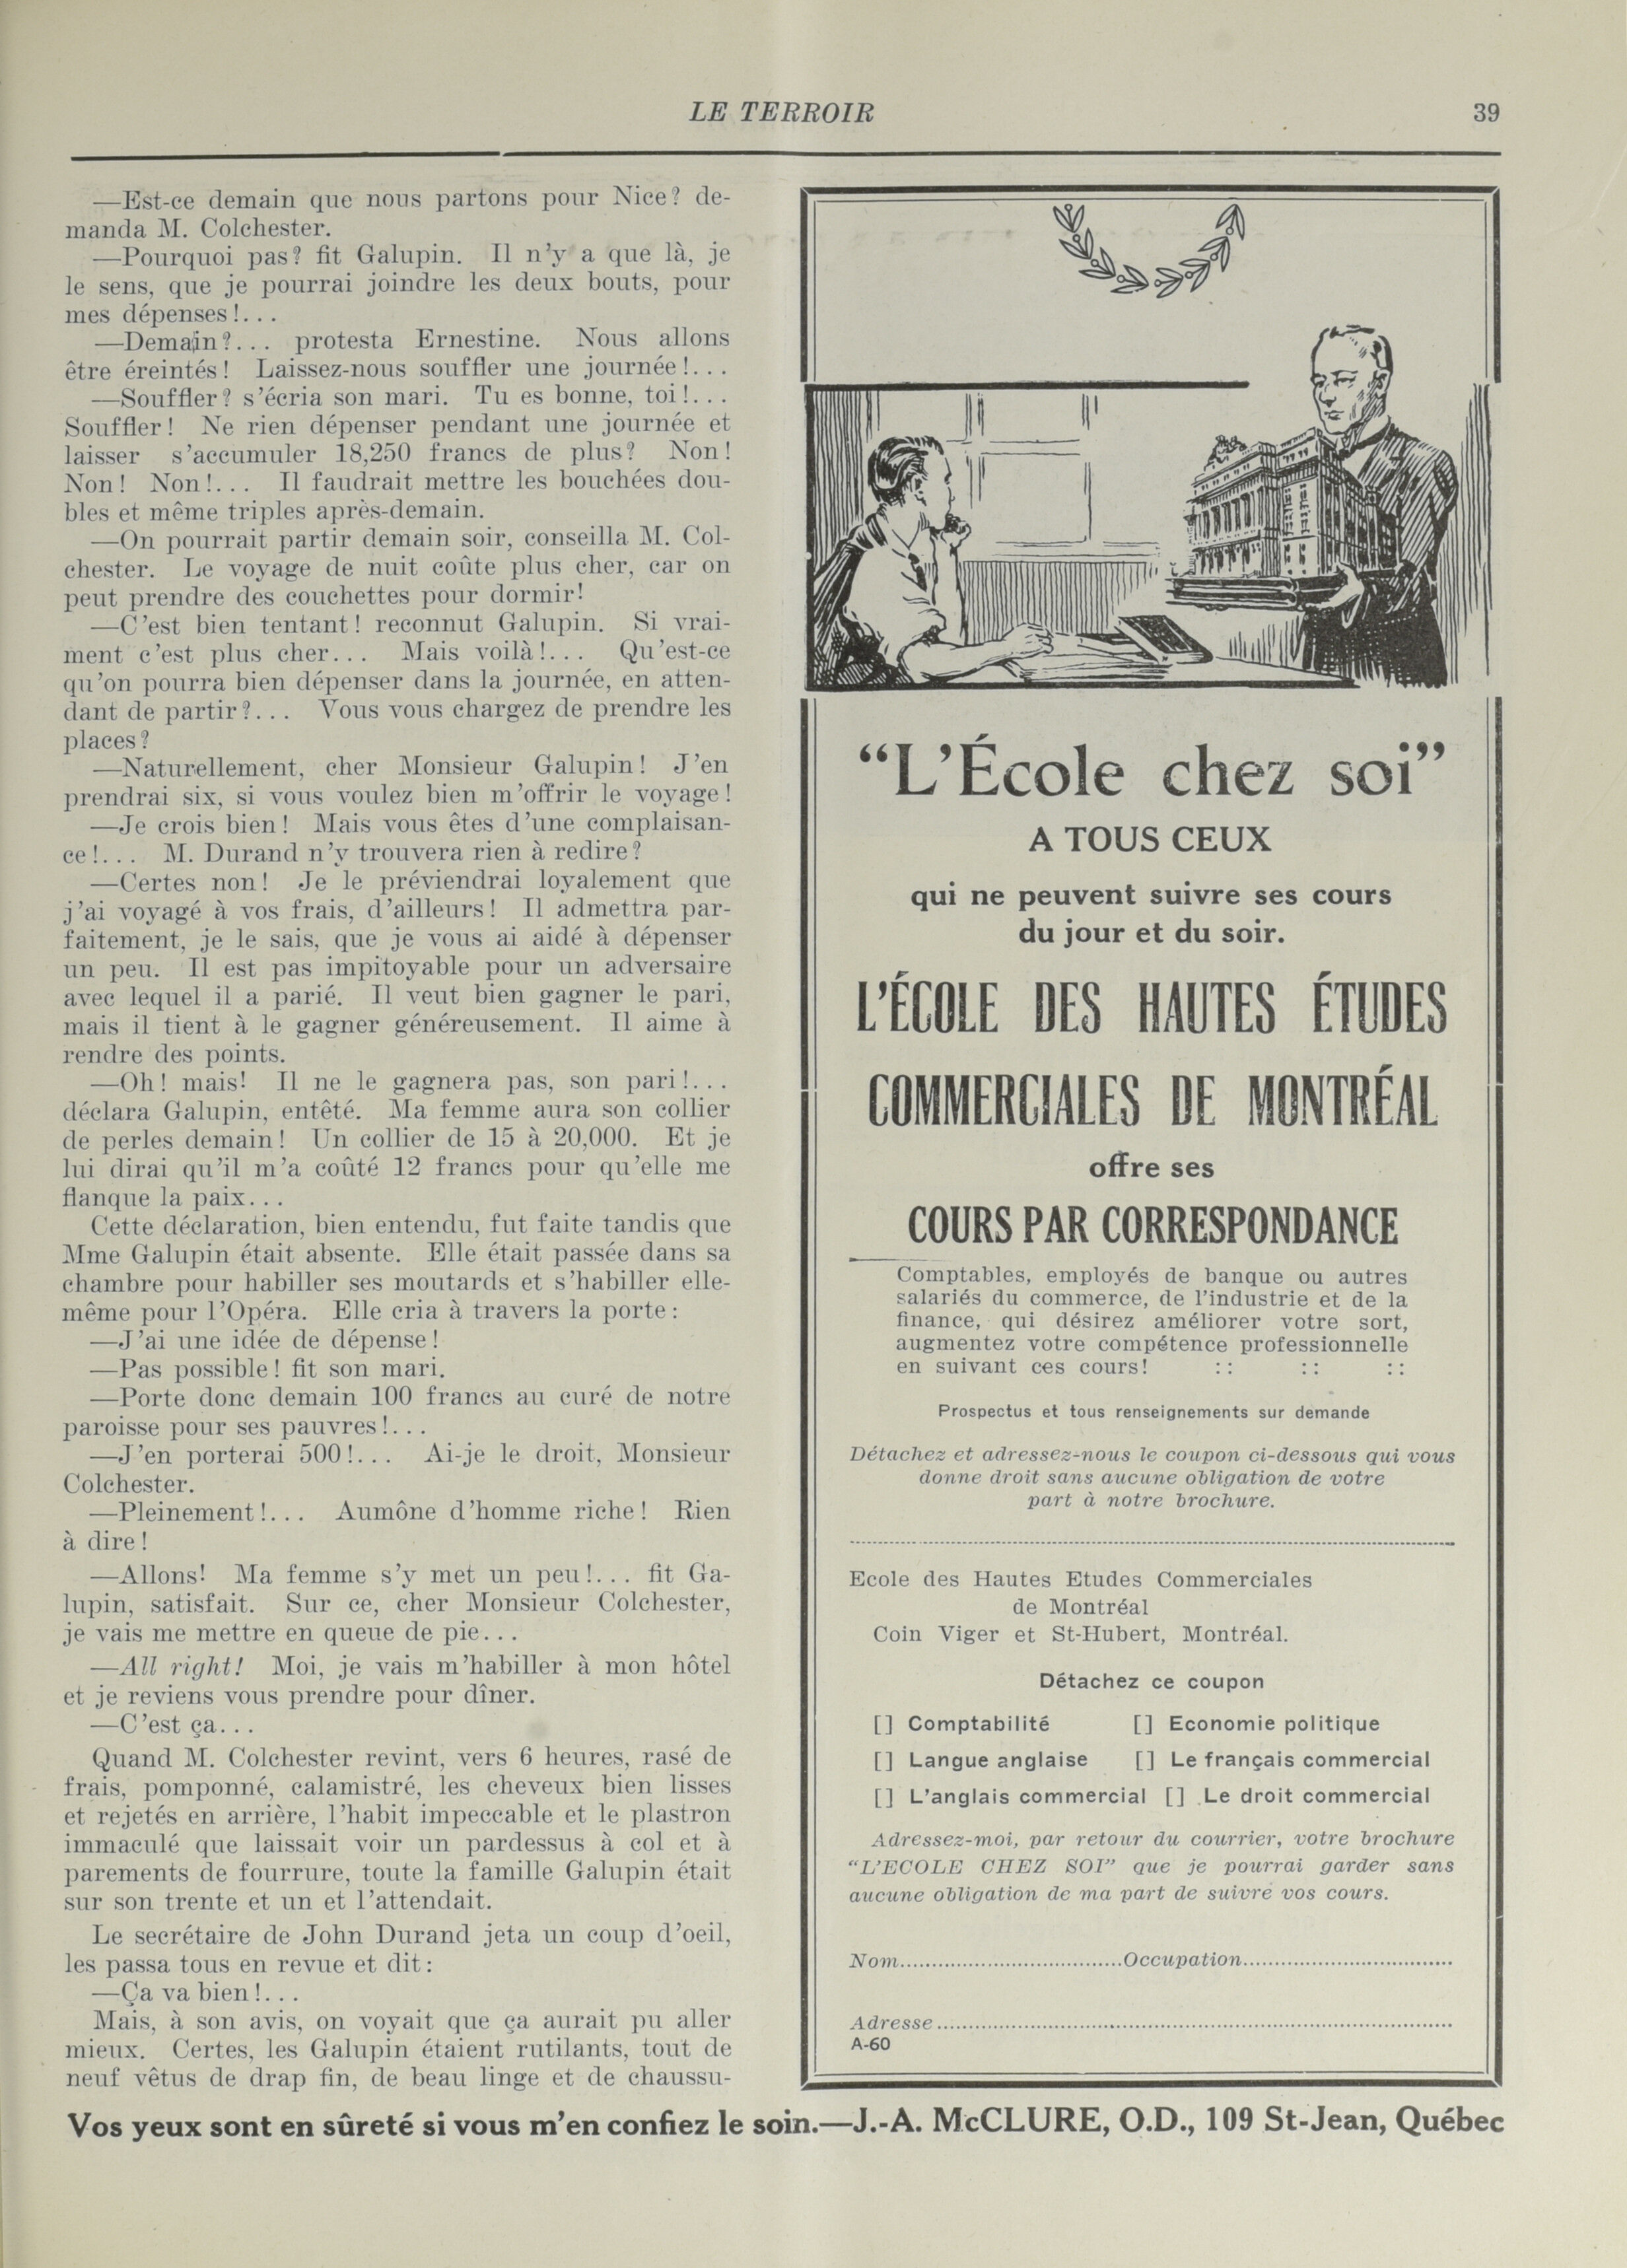 LE TERROIR
39
—Est-ce demain que nous partons pour Nice? de-
manda M. Colchester.
—Pourquoi pas? fit Galupin. Il n'y a que là, je
le sens, que je pourrai joindre les deux bouts, pour
mes dépenses!...
—Demain?... protesta Ernestine. Nous allons
être éreintés! Laissez-nous souffler une journée!...
—Souffler? s'écria son mari. Tu es bonne, toi!...
Souffler! Ne rien dépenser pendant une journée et
laisser s'accumuler 18,250 francs de plus? Non!
Non! Non!... Il faudrait mettre les bouchées dou-
bles et même triples après-demain.
—On pourrait partir demain soir, conseilla M. Col-
chester. Le voyage de nuit coûte plus cher, car on
peut prendre des couchettes pour dormir!
—C'est bien tentant! reconnut Galupin. Si vrai-
ment c'est plus cher... Mais voilà!... Qu'est-ce
qu'on pourra bien dépenser dans la journée, en atten-
dant de partir?... Vous vous chargez de prendre les
places?
—Naturellement, cher Monsieur Galupin! J'en
prendrai six, si vous voulez bien m'offrir le voyage!
—Je crois bien! Mais vous êtes d'une complaisan-
ce!... M. Durand n'y trouvera rien à redire?
—Certes non! Je le préviendrai loyalement que
j'ai voyagé à vos frais, d'ailleurs! Il admettra par-
faitement, je le sais, que je vous ai aidé à dépenser
un peu. Il est pas impitoyable pour un adversaire
avec lequel il a parié. Il veut bien gagner le pari,
mais il tient à le gagner généreusement. Il aime à
rendre des points.
—Oh! mais! Il ne le gagnera pas, son pari!...
déclara Galupin, entêté. Ma femme aura son collier
de perles demain! Un collier de 15 à 20,000. Et je
lui dirai qu'il m'a coûté 12 francs pour qu'elle me
flanque la paix...
Cette déclaration, bien entendu, fut faite tandis que
Mme Galupin était absente. Elle était passée dans sa
chambre pour habiller ses moutards et s'habiller elle-
même pour l'Opéra. Elle cria à travers la porte:
—J'ai une idée de dépense!
—Pas possible! fit son mari.
—Porte donc demain 100 francs au curé de notre
paroisse pour ses pauvres!...
—J'en porterai 500!... Ai-je le droit, Monsieur
Colchester.
—Pleinement!... Aumône d'homme riche! Rien
à dire!
—Allons! Ma femme s'y met un peu!... fit Ga-
lupin, satisfait. Sur ce, cher Monsieur Colchester,
je vais me mettre en queue de pie...
—All right! Moi, je vais m'habiller à mon hôtel
et je reviens vous prendre pour dîner.
—C'est ça...
Quand M. Colchester revint, vers 6 heures, rasé de
frais, pomponné, calamistré, les cheveux bien lisses
et rejetés en arrière, l'habit impeccable et le plastron
immaculé que laissait voir un pardessus à col et à
parements de fourrure, toute la famille Galupin était
sur son trente et un et l'attendait.
Le secrétaire de John Durand jeta un coup d'oeil,
les passa tous en revue et dit:
—Ça va bien!...
Mais, à son avis, on voyait que ça aurait pu aller
mieux. Certes, les Galupin étaient rutilants, tout de
neuf vêtus de drap fin, de beau linge et de chaussu-
“L'École chez soi”
A TOUS CEUX
qui ne peuvent suivre ses cours
du jour et du soir.
L'ÉCOLE DES HAUTES ÉTUDES
COMMERCIALES DE MONTRÉAL
offre ses
COURS PAR CORRESPONDANCE
Comptables, employés de banque ou autres
salariés du commerce, de l'industrie et de la
finance, qui désirez améliorer votre sort,
augmentez votre compétence professionnelle
en suivant ces cours! :: :: ::
Prospectus et tous renseignements sur demande
Détachez et adressez-nous le coupon ci-dessous qui vous
donne droit sans aucune obligation de votre
part à notre brochure.
Ecole des Hautes Etudes Commerciales
de Montréal
Coin Viger et St-Hubert, Montréal.
Détachez ce coupon
[] Comptabilité [] Economie politique
[] Langue anglaise [] Le français commercial
[] L'anglais commercial [] Le droit commercial
Adressez-moi, par retour du courrier, votre brochure
“L'ECOLE CHEZ SOI” que je pourrai garder sans
aucune obligation de ma part de suivre vos cours.
Nom....................................Occupation..................................
Adresse....................................................................................
A-60
Vos yeux sont en sûreté si vous m'en confiez le soin.—J.-A. McCLURE, O.D., 109 St-Jean, Québec